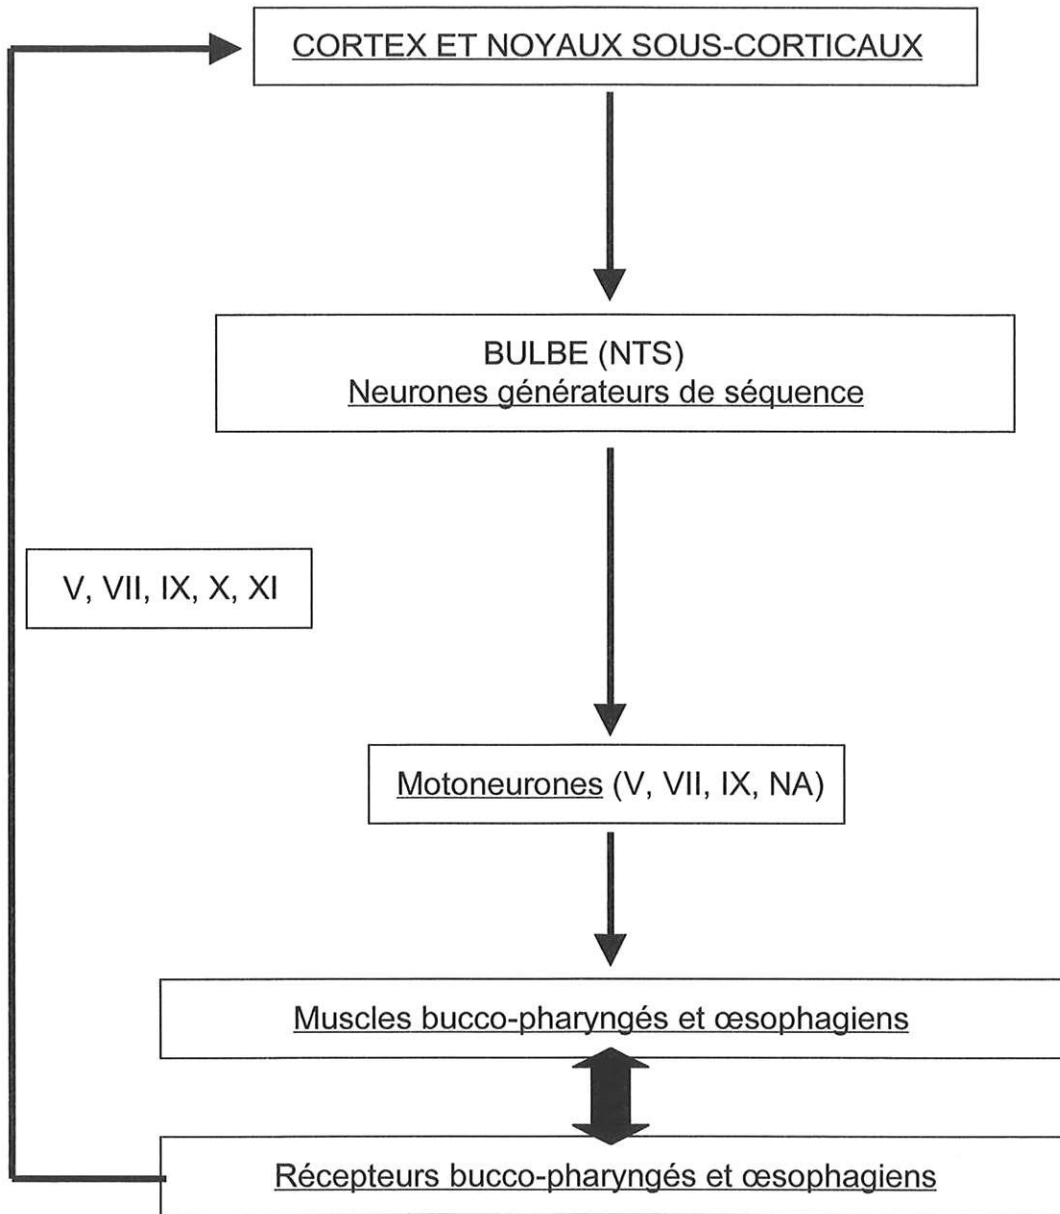 CORTEX ET NOYAUX SOUS-CORTICAUX
BULBE (NTS)
Neurones générateurs de séquence
V, VII, IX, X, XI
Motoneurones (V, VII, IX, NA)
Muscles bucco-pharyngés et œsophagiens
Récepteurs bucco-pharyngés et œsophagiens